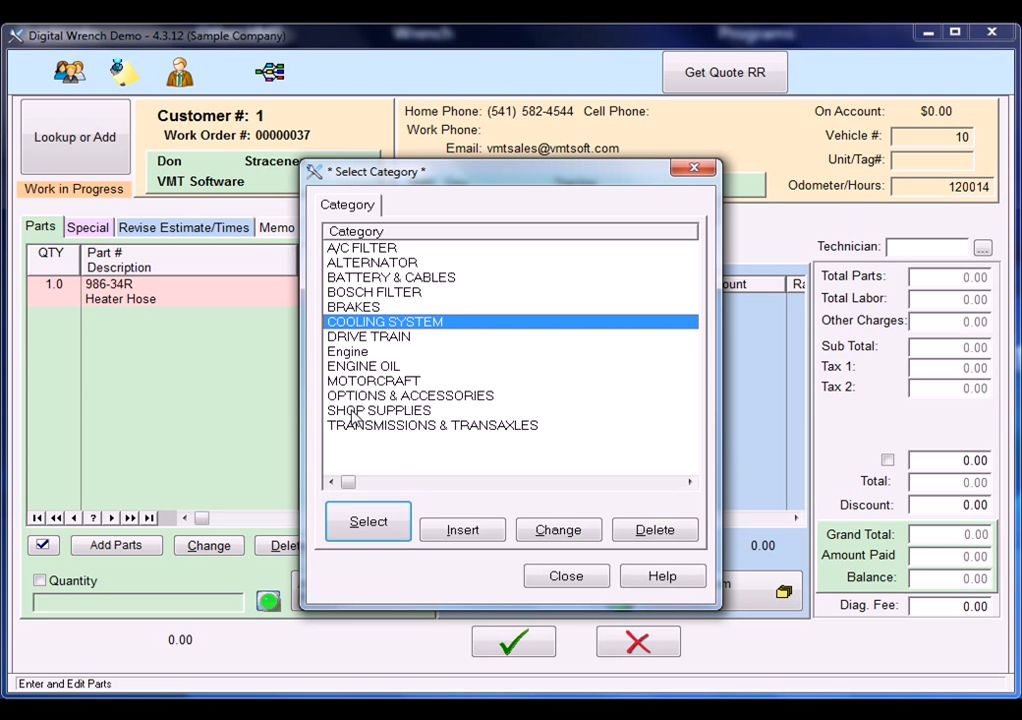 Digital Wrench Demo - 4.3.12 (Sample Company)
Wrench
Programs
Get Quote RR
Lookup or Add
Customer #: 1
Work Order #: 00000037
Don Stracene
VMT Software
Work in Progress
Home Phone: (541) 582-4544 Cell Phone:
Work Phone:
Email: vmtsales@vmtsoft.com
On Account: $0.00
Vehicle #: 10
Unit/Tag#:
Odometer/Hours: 120014
* Select Category *
Category
Category
A/C FILTER
ALTERNATOR
BATTERY & CABLES
BOSCH FILTER
BRAKES
COOLING SYSTEM
DRIVE TRAIN
Engine
ENGINE OIL
MOTORCRAFT
OPTIONS & ACCESSORIES
SHOP SUPPLIES
TRANSMISSIONS & TRANSAXLES
Select
Insert
Change
Delete
Close
Help
Parts
Special
Revise Estimate/Times
Memo
QTY
Part #
Description
1.0
986-34R
Heater Hose
?
Add Parts
Change
Quantity
0.00
0.00
Technician:
...
Total Parts: 0.00
Total Labor: 0.00
Other Charges: 0.00
Sub Total: 0.00
Tax 1: 0.00
Tax 2: 0.00
0.00
Total: 0.00
Discount: 0.00
Grand Total: 0.00
Amount Paid 0.00
Balance: 0.00
Diag. Fee: 0.00
Enter and Edit Parts